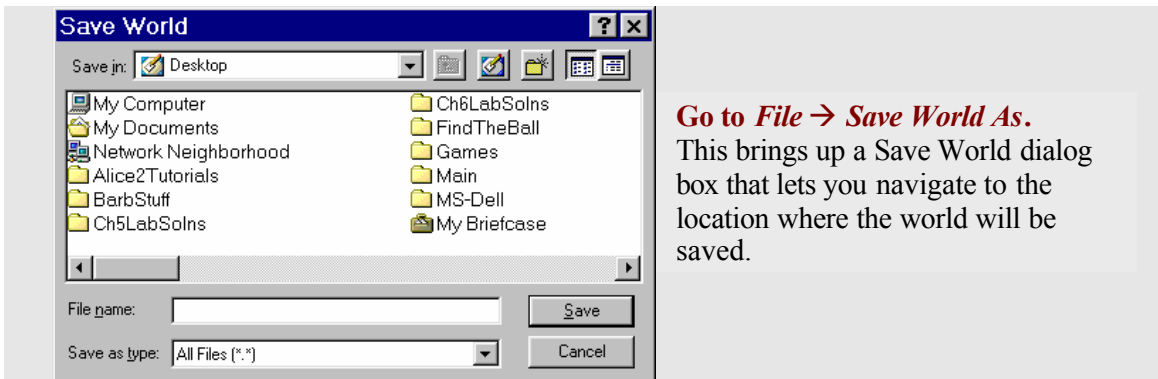 Save World
Save in: Desktop
My Computer
My Documents
Network Neighborhood
Alice2Tutorials
BarbStuff
Ch5LabSolns
Ch6LabSolns
FindTheBall
Games
Main
MS-Dell
My Briefcase
File name:
Save
Save as type: All Files (*.*)
Cancel
Go to File → Save World As.
This brings up a Save World dialog
box that lets you navigate to the
location where the world will be
saved.